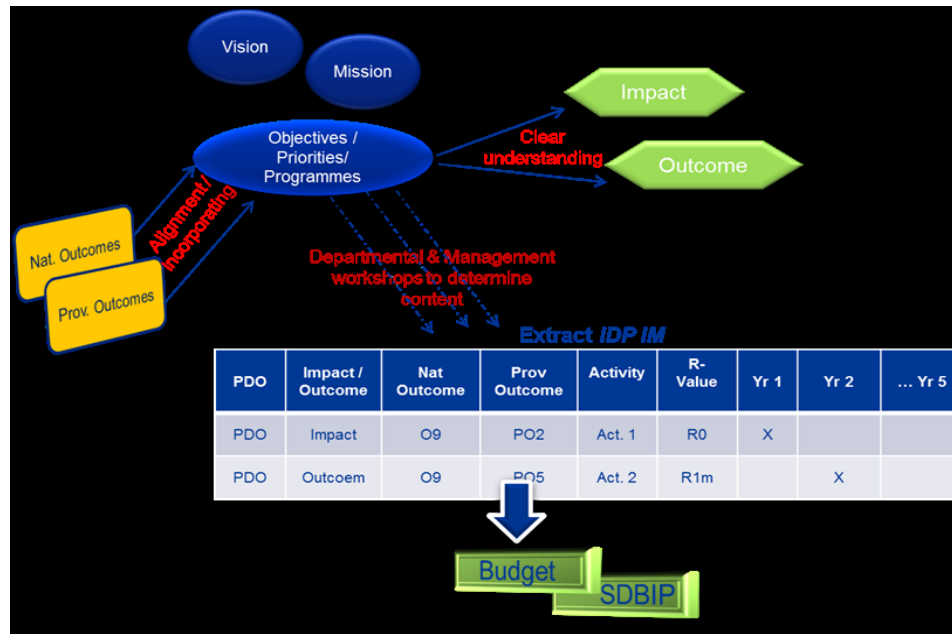 Vision
Mission
Impact
Objectives /
Priorities/
Programmes
Clear
understanding
Outcome
Alignment /
Incorporating
Nat. Outcomes
Prov. Outcomes
Departmental & Management
workshops to determine
content
Extract IDP IM
PDO Impact / Outcome Nat Outcome Prov Outcome Activity R-Value Yr 1 Yr 2 ... Yr 5
PDO Impact O9 PO2 Act. 1 R0 X
PDO Outcoem O9 PO5 Act. 2 R1m X
Budget
SDBIP